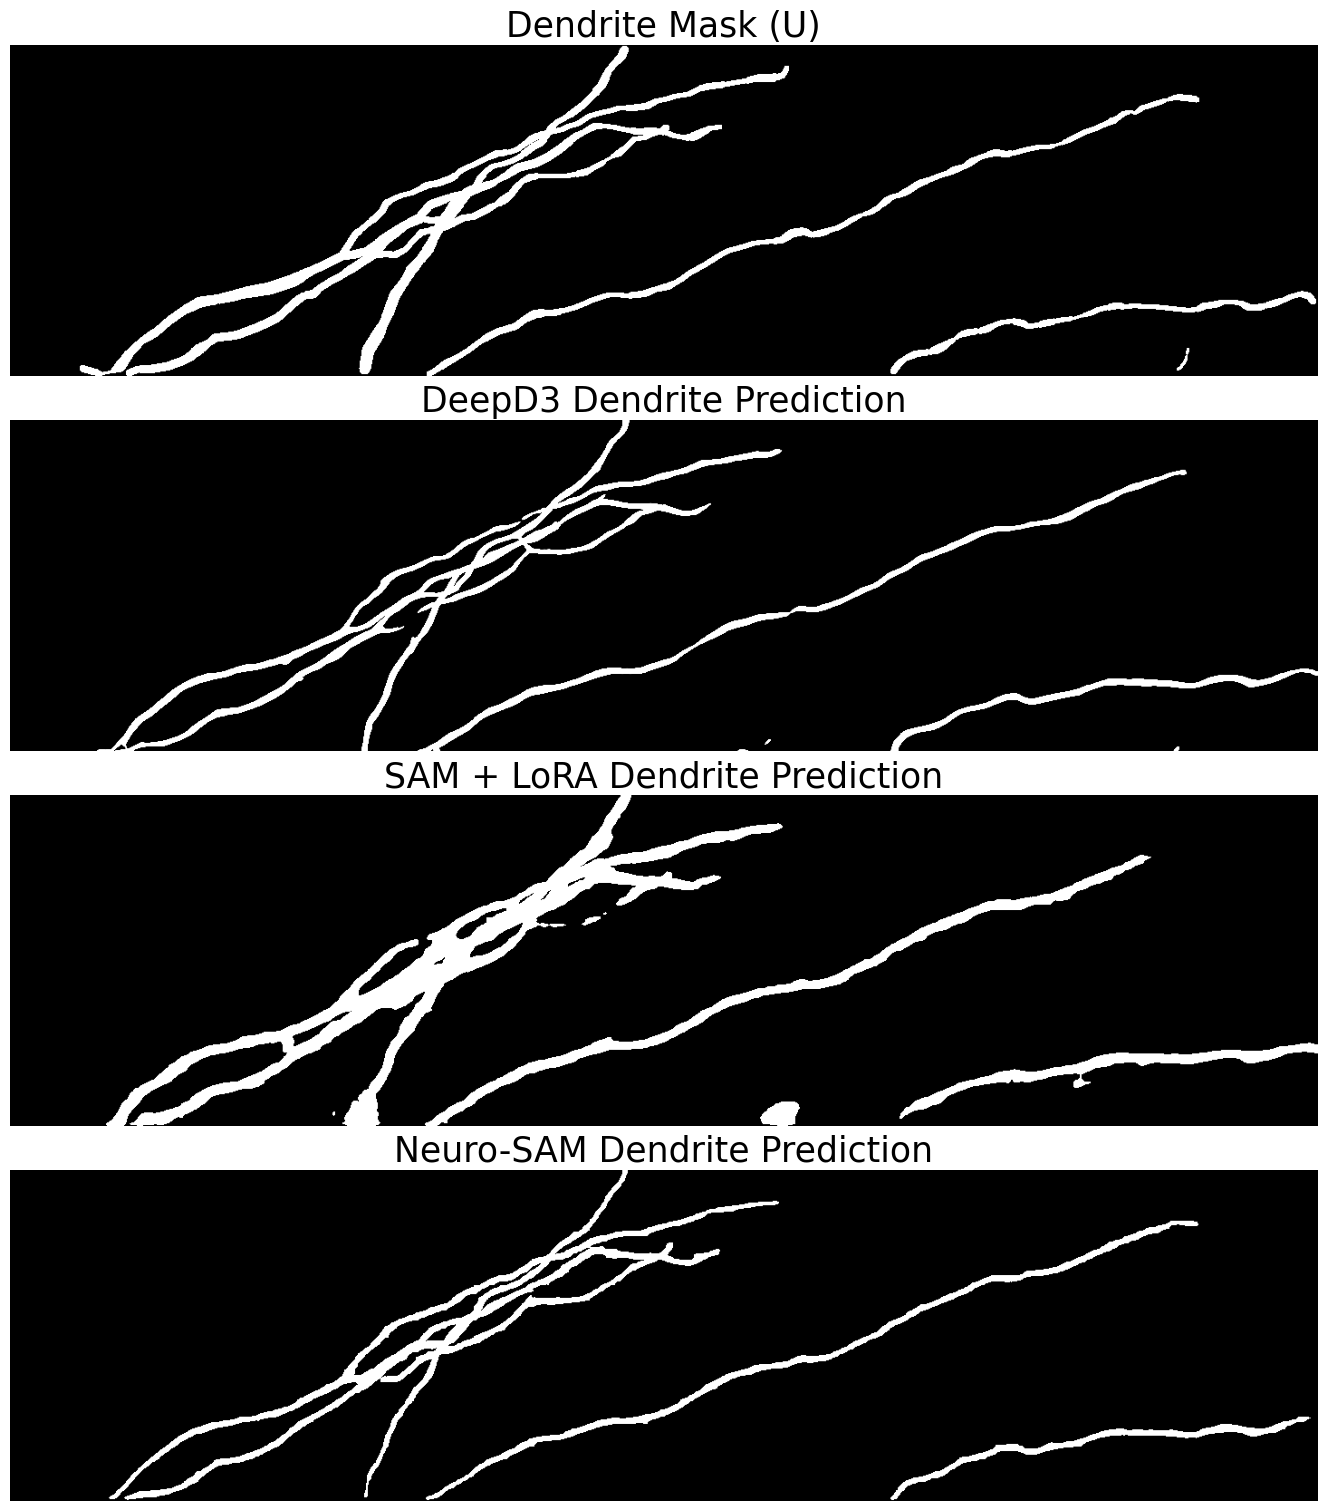 Dendrite Mask (U)
DeepD3 Dendrite Prediction
SAM + LoRA Dendrite Prediction
Neuro-SAM Dendrite Prediction